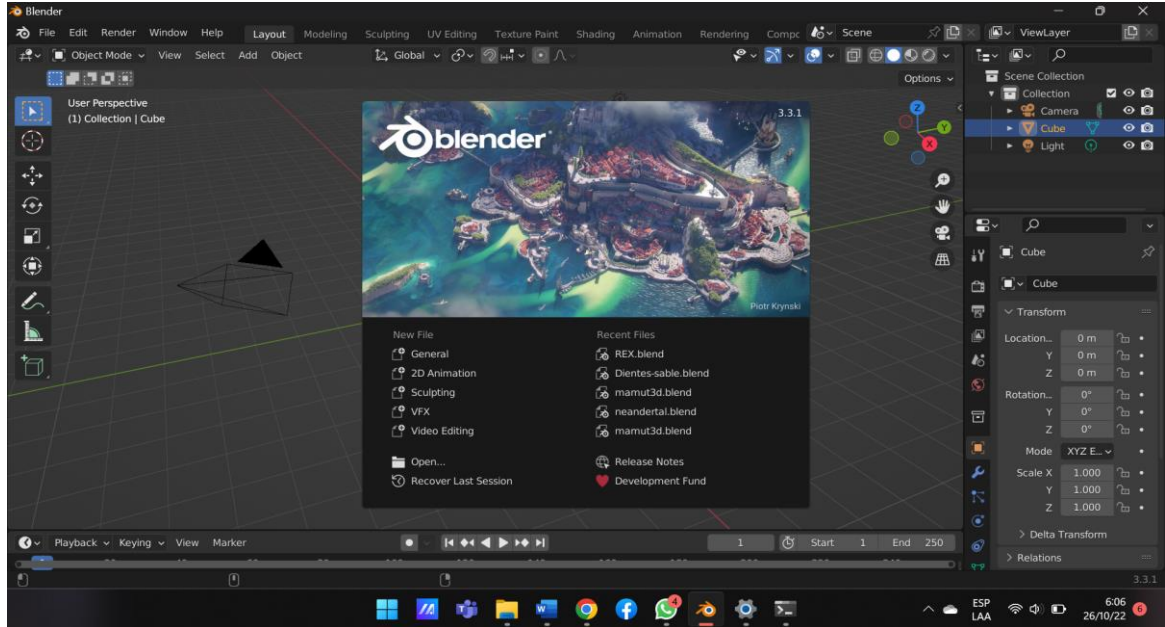 Blender
File Edit Render Window Help Layout Modeling Sculpting UV Editing Texture Paint Shading Animation Rendering Compc Scene ViewLayer
Object Mode View Select Add Object Global
Options
User Perspective
(1) Collection | Cube
Z
Y
X
blender
3.3.1
Piotr Krynski
New File
General
2D Animation
Sculpting
VFX
Video Editing
Open...
Recover Last Session
Recent Files
REX.blend
Dientes-sable.blend
mamut3d.blend
neandertal.blend
mamut3d.blend
Release Notes
Development Fund
Scene Collection
Collection
Camera
Cube
Light
Cube
Cube
Transform
Location... 0 m
Y 0 m
Z 0 m
Rotation... 0°
Y 0°
Z 0°
Mode XYZ E...
Scale X 1.000
Y 1.000
Z 1.000
Delta Transform
Relations
Playback Keying View Marker 1 Start 1 End 250
3.3.1
4
ESP
LAA
6:06
26/10/22
6